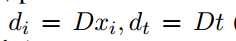 d_i = Dx_i, d_t = Dt (